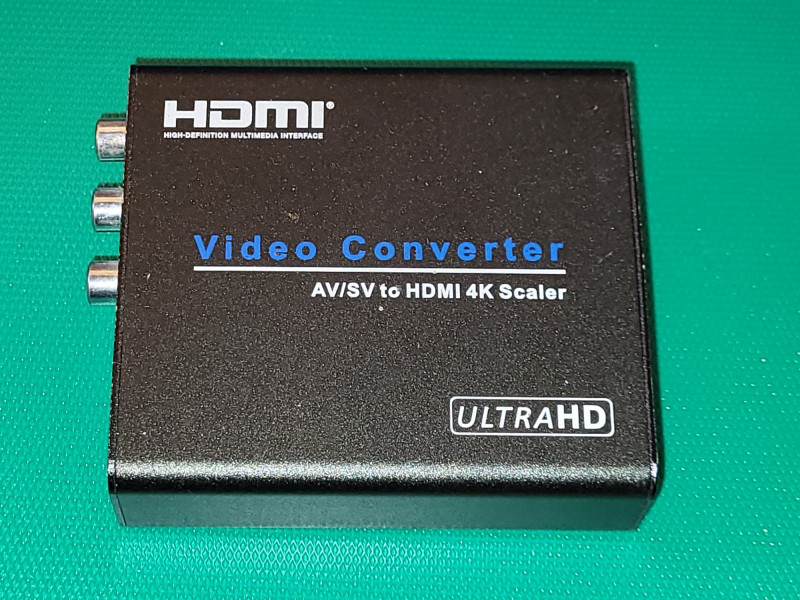 HDMI®
HIGH-DEFINITION MULTIMEDIA INTERFACE
Video Converter
AV/SV to HDMI 4K Scaler
ULTRAHD